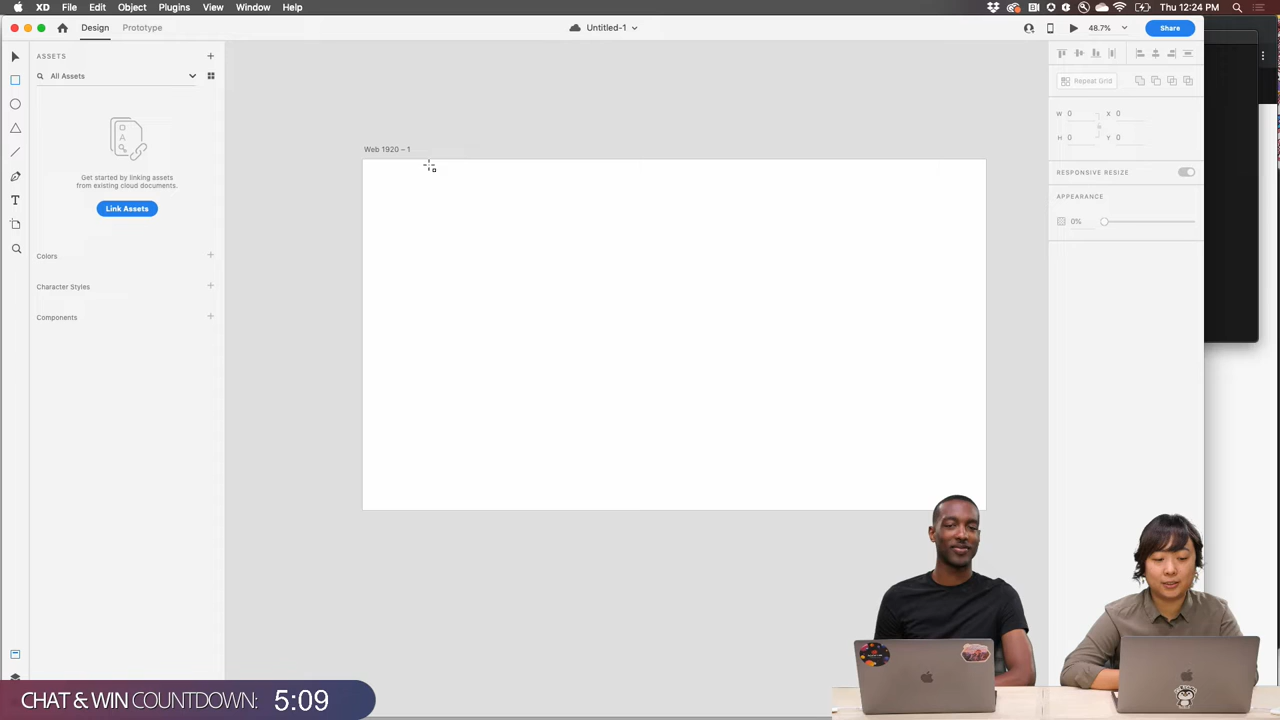 XD File Edit Object Plugins View Window Help
Thu 12:24 PM
Design Prototype
Untitled-1
48.7%
Share
ASSETS
All Assets
Get started by linking assets
from existing cloud documents.
Link Assets
Colors
Character Styles
Components
Web 1920 – 1
Repeat Grid
W 0 X 0
H 0 Y 0
RESPONSIVE RESIZE
APPEARANCE
0%
CHAT & WIN COUNTDOWN: 5:09